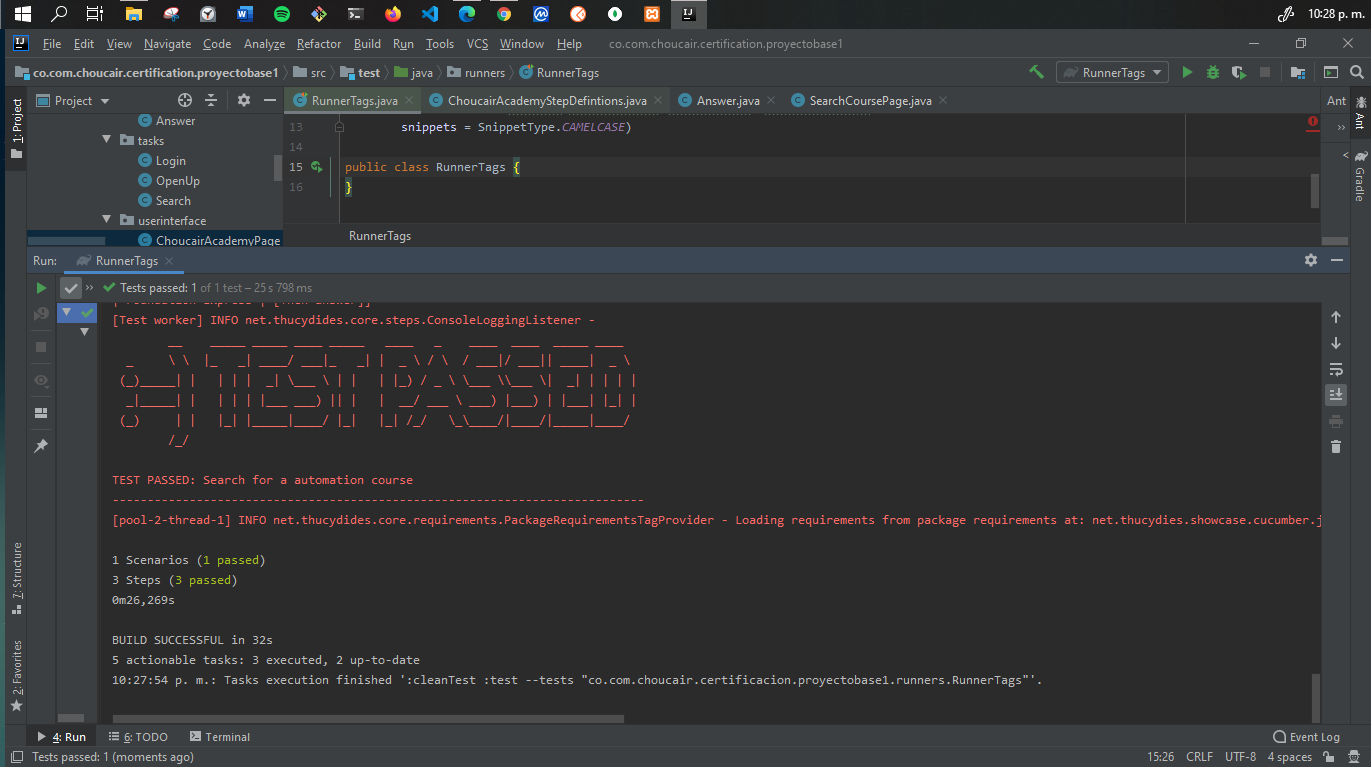 10:28 p. m.
File Edit View Navigate Code Analyze Refactor Build Run Tools VCS Window Help co.com.choucair.certification.proyectobase1
co.com.choucair.certification.proyectobase1 src test java runners RunnerTags
RunnerTags
1: Project
Project
RunnerTags.java ChoucairAcademyStepDefintions.java Answer.java SearchCoursePage.java
Ant
Answer
tasks
Login
OpenUp
Search
userinterface
ChoucairAcademyPage
13 snippets = SnippetType.CAMELCASE)
14
15 public class RunnerTags {
16 }
RunnerTags
Ant
Gradle
Run: RunnerTags
Tests passed: 1 of 1 test – 25 s 798 ms
[Test worker] INFO net.thucydides.core.steps.ConsoleLoggingListener -
TEST PASSED
TEST PASSED: Search for a automation course
----------------------------------------------------------------------------
[pool-2-thread-1] INFO net.thucydides.core.requirements.PackageRequirementsTagProvider - Loading requirements from package requirements at: net.thucydies.showcase.cucumber.j
1 Scenarios (1 passed)
3 Steps (3 passed)
0m26,269s
BUILD SUCCESSFUL in 32s
5 actionable tasks: 3 executed, 2 up-to-date
10:27:54 p. m.: Tasks execution finished ':cleanTest :test --tests "co.com.choucair.certificacion.proyectobase1.runners.RunnerTags"'.
7: Structure
2: Favorites
4: Run 6: TODO Terminal
Event Log
Tests passed: 1 (moments ago)
15:26 CRLF UTF-8 4 spaces